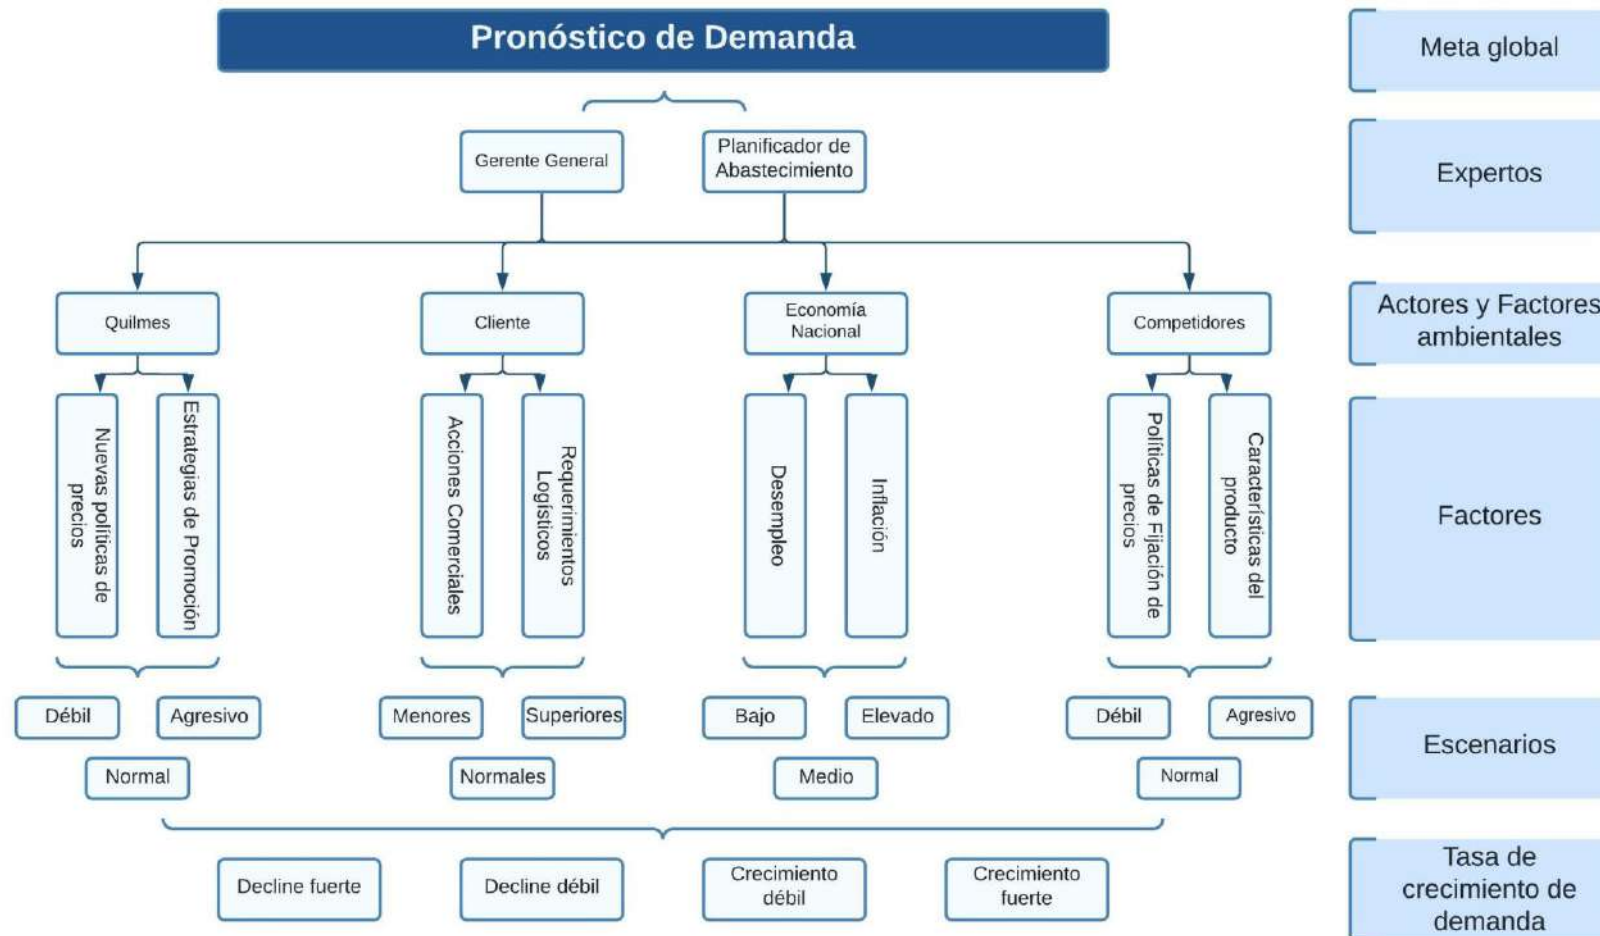 Pronóstico de Demanda
Meta global
Gerente General
Planificador de
Abastecimiento
Expertos
Quilmes
Cliente
Economía
Nacional
Competidores
Actores y Factores
ambientales
Nuevas políticas de
precios
Estrategias de Promoción
Acciones Comerciales
Requerimientos
Logísticos
Desempleo
Inflación
Políticas de Fijación de
precios
Características del
producto
Factores
Débil
Agresivo
Normal
Menores
Superiores
Normales
Bajo
Elevado
Medio
Débil
Agresivo
Normal
Escenarios
Decline fuerte
Decline débil
Crecimiento
débil
Crecimiento
fuerte
Tasa de
crecimiento de
demanda